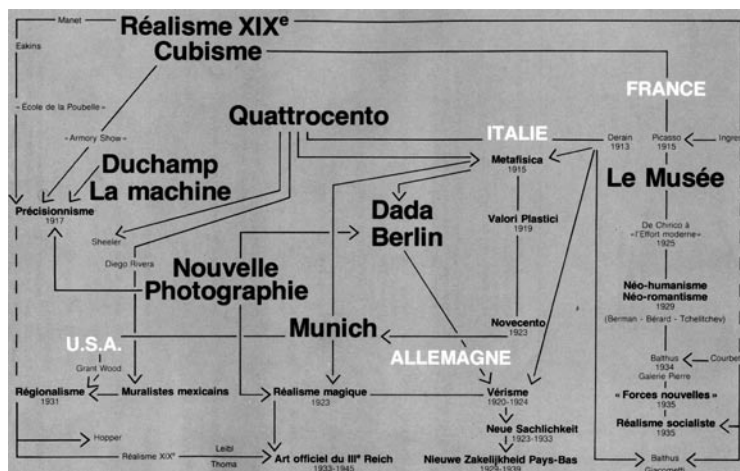 Manet
Réalisme XIXᵉ
Cubisme
Eakins
FRANCE
«École de la Poubelle»
Quattrocento
«Armory Show»
ITALIE
Derain
1913
Picasso
1915
Ingres
Duchamp
La machine
Metafisica
1915
Le Musée
Précisionnisme
1917
Dada
Berlin
Valori Plastici
1919
De Chirico à
«l'Effort moderne»
1925
Sheeler
Diego Rivera
Nouvelle
Photographie
Néo-humanisme
Néo-romantisme
1929
(Berman - Bérard - Tchelitchev)
Munich
Novecento
1923
U.S.A.
ALLEMAGNE
Grant Wood
Balthus
1934
Galerie Pierre
Courbet
Régionalisme
1931
Muralistes mexicains
Réalisme magique
1923
Vérisme
1920-1924
«Forces nouvelles»
1935
Neue Sachlichkeit
1923-1933
Réalisme socialiste
1935
Hopper
Réalisme XIXᵉ
Leibl
Thoma
Art officiel du IIIᵉ Reich
1933-1945
Nieuwe Zakelijkheid Pays-Bas
1929-1939
Balthus
Giacometti